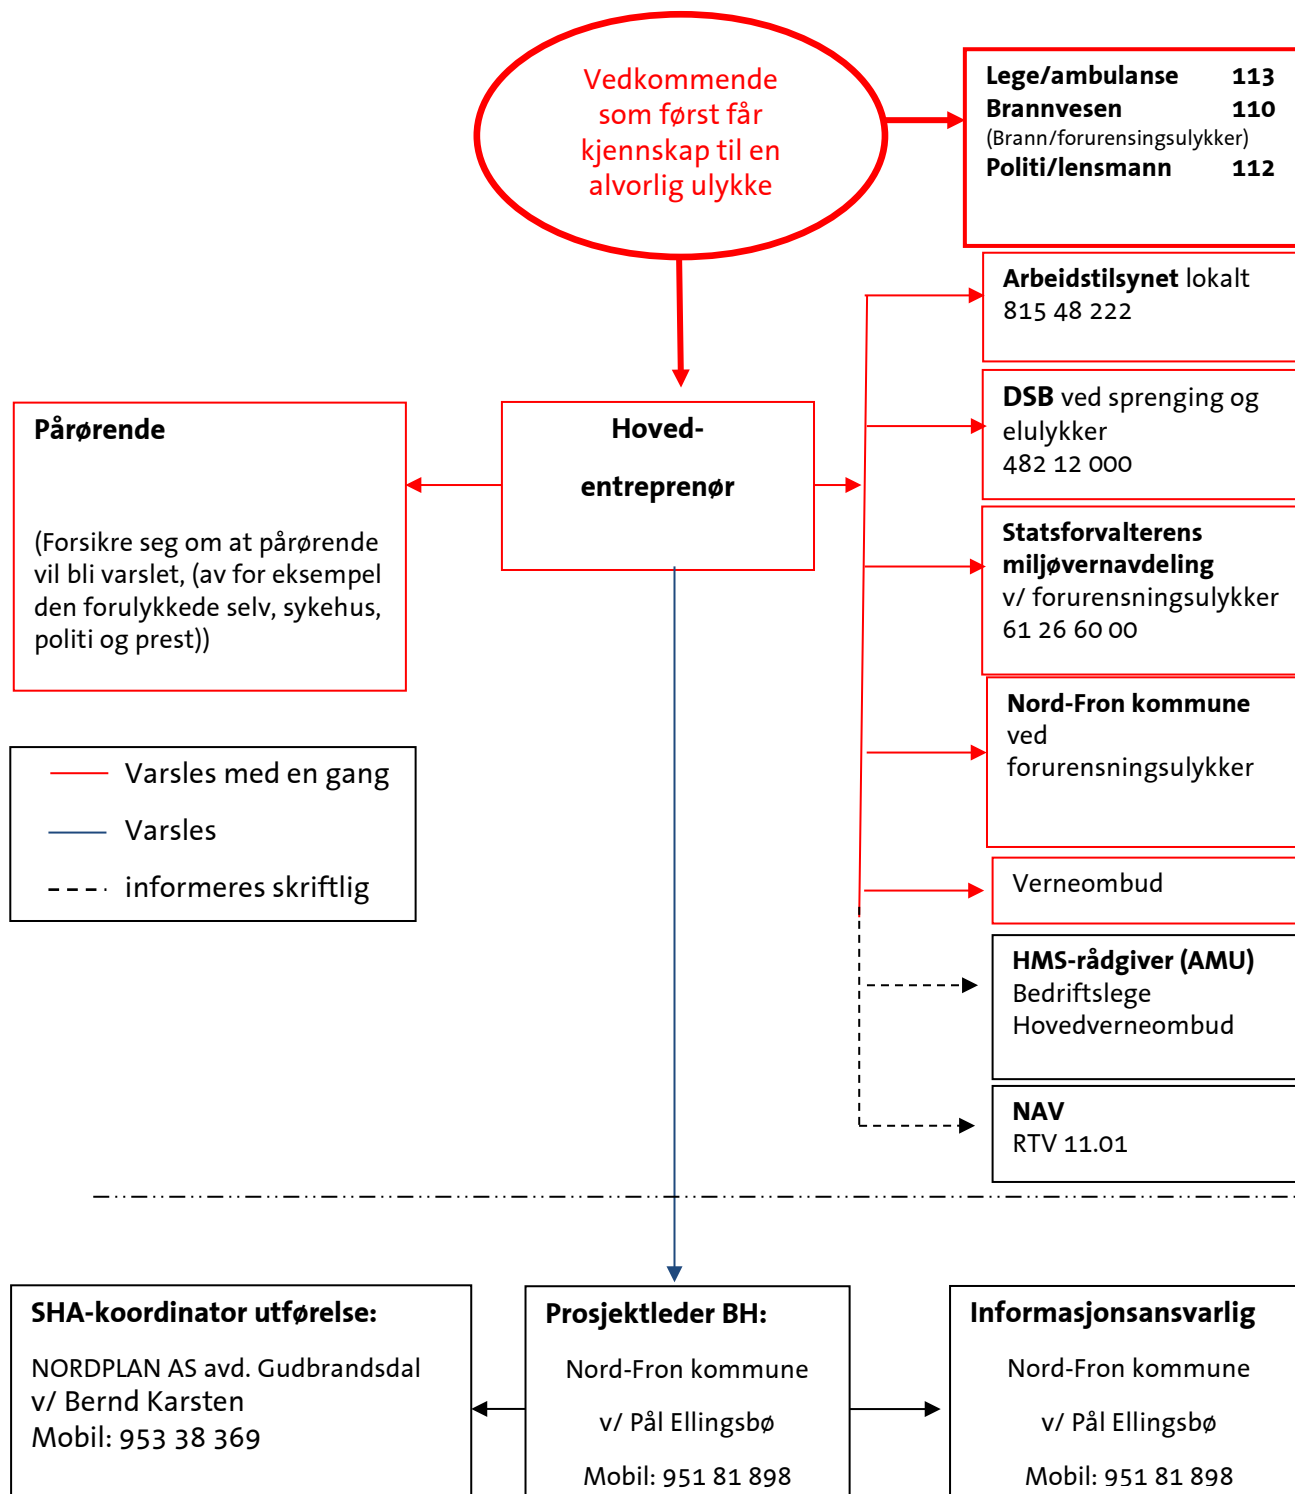 Vedkommende
som først får
kjennskap til en
alvorlig ulykke
Lege/ambulanse 113
Brannvesen 110
(Brann/forurensingsulykker)
Politi/lensmann 112
Arbeidstilsynet lokalt
815 48 222
DSB ved sprenging og
elulykker
482 12 000
Pårørende
(Forsikre seg om at pårørende
vil bli varslet, (av for eksempel
den forulykkede selv, sykehus,
politi og prest))
Hoved-
entreprenør
Statsforvalterens
miljøvernavdeling
v/ forurensningsulykker
61 26 60 00
Nord-Fron kommune
ved
forurensningsulykker
Varsles med en gang
Varsles
informeres skriftlig
Verneombud
HMS-rådgiver (AMU)
Bedriftslege
Hovedverneombud
NAV
RTV 11.01
SHA-koordinator utførelse:
NORDPLAN AS avd. Gudbrandsdal
v/ Bernd Karsten
Mobil: 953 38 369
Prosjektleder BH:
Nord-Fron kommune
v/ Pål Ellingsbø
Mobil: 951 81 898
Informasjonsansvarlig
Nord-Fron kommune
v/ Pål Ellingsbø
Mobil: 951 81 898